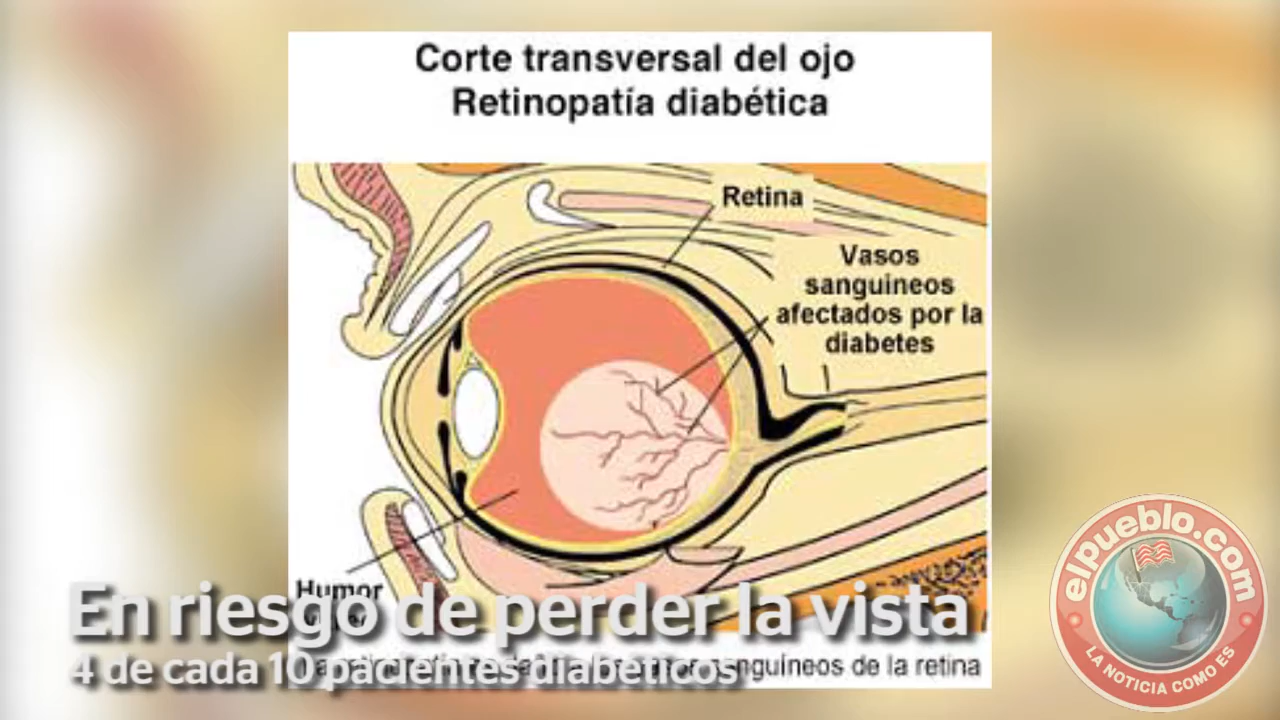 Corte transversal del ojo
Retinopatía diabética
Retina
Vasos
sanguineos
afectados por la
diabetes
Humor
En riesgo de perder la vista
4 de cada 10 pacientes diabéticos
sanguíneos de la retina
elpueblo.com
LA NOTICIA COMO ES